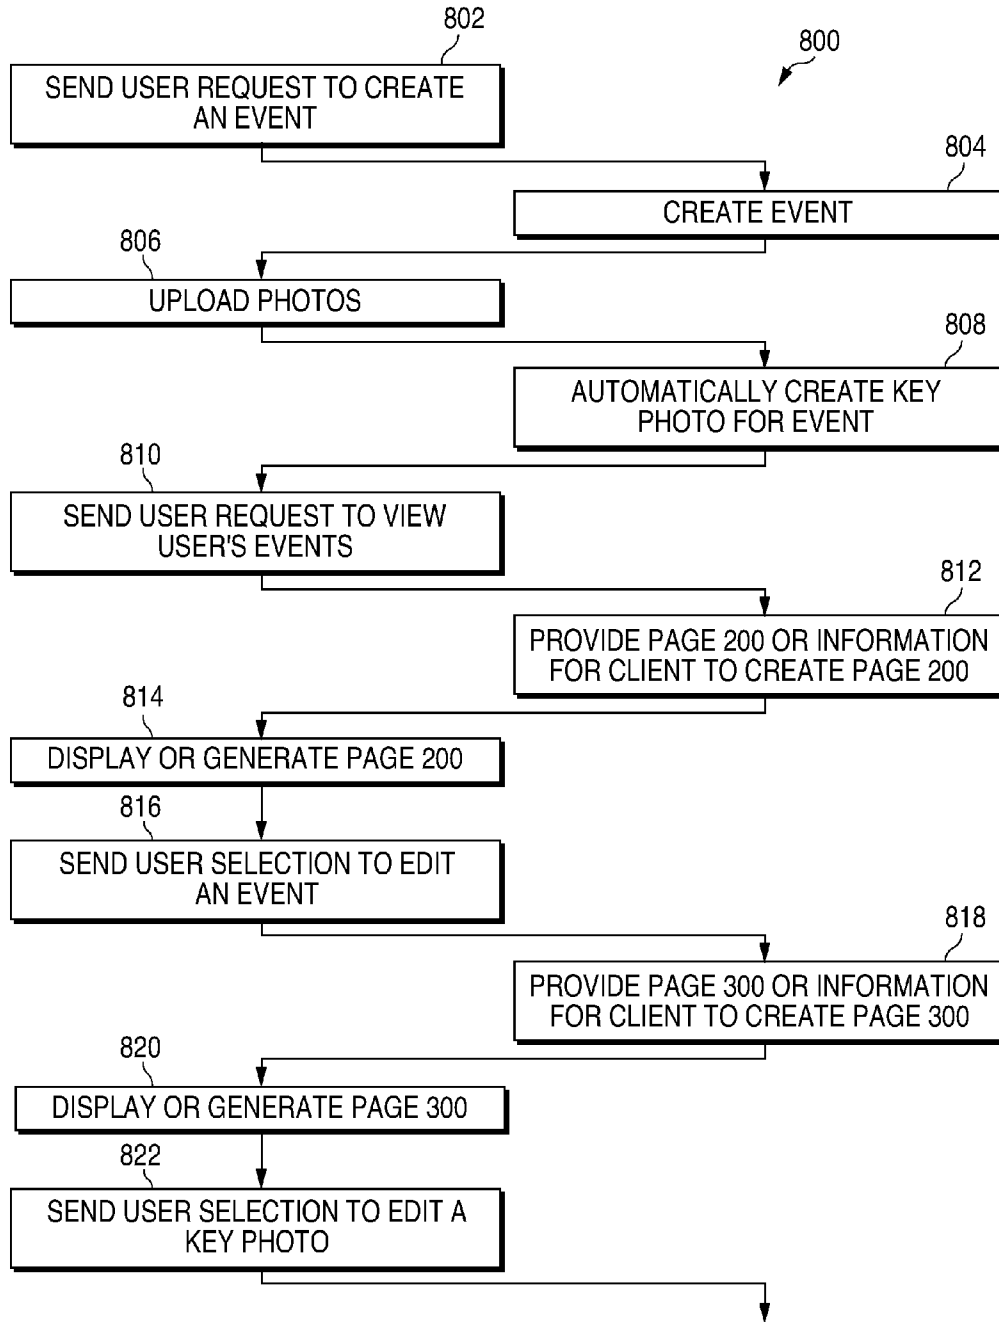 802
800
SEND USER REQUEST TO CREATE
AN EVENT
804
CREATE EVENT
806
UPLOAD PHOTOS
808
AUTOMATICALLY CREATE KEY
PHOTO FOR EVENT
810
SEND USER REQUEST TO VIEW
USER'S EVENTS
812
PROVIDE PAGE 200 OR INFORMATION
FOR CLIENT TO CREATE PAGE 200
814
DISPLAY OR GENERATE PAGE 200
816
SEND USER SELECTION TO EDIT
AN EVENT
818
PROVIDE PAGE 300 OR INFORMATION
FOR CLIENT TO CREATE PAGE 300
820
DISPLAY OR GENERATE PAGE 300
822
SEND USER SELECTION TO EDIT A
KEY PHOTO